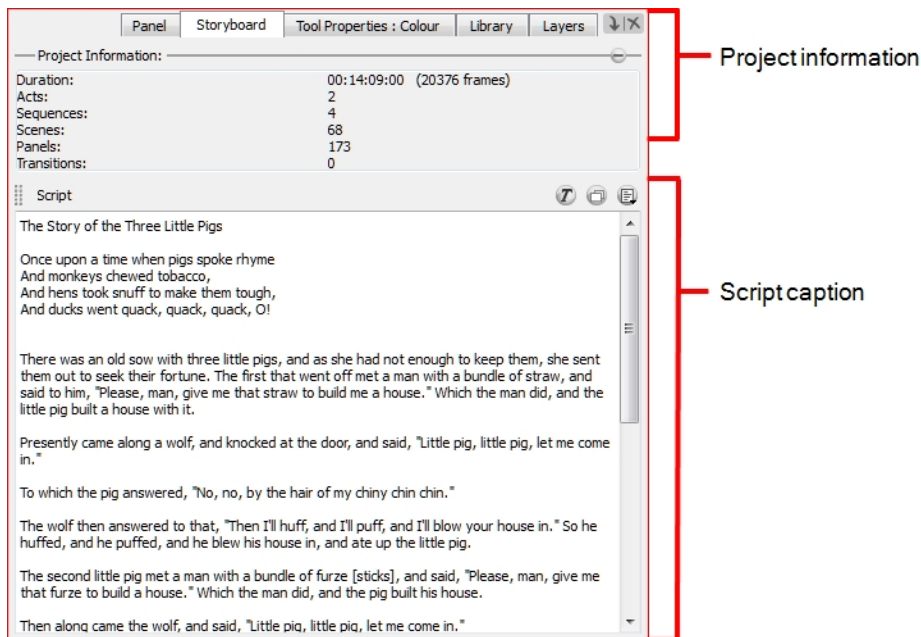 Panel Storyboard Tool Properties : Colour Library Layers
Project Information:
Duration: 00:14:09:00 (20376 frames)
Acts: 2
Sequences: 4
Scenes: 68
Panels: 173
Transitions: 0
Project information
Script
The Story of the Three Little Pigs
Once upon a time when pigs spoke rhyme
And monkeys chewed tobacco,
And hens took snuff to make them tough,
And ducks went quack, quack, quack, O!
Script caption
There was an old sow with three little pigs, and as she had not enough to keep them, she sent
them out to seek their fortune. The first that went off met a man with a bundle of straw, and
said to him, "Please, man, give me that straw to build me a house." Which the man did, and the
little pig built a house with it.
Presently came along a wolf, and knocked at the door, and said, "Little pig, little pig, let me come
in."
To which the pig answered, "No, no, by the hair of my chiny chin chin."
The wolf then answered to that, "Then I'll huff, and I'll puff, and I'll blow your house in." So he
huffed, and he puffed, and he blew his house in, and ate up the little pig.
The second little pig met a man with a bundle of furze [sticks], and said, "Please, man, give me
that furze to build a house." Which the man did, and the pig built his house.
Then along came the wolf, and said, "Little pig, little pig, let me come in."